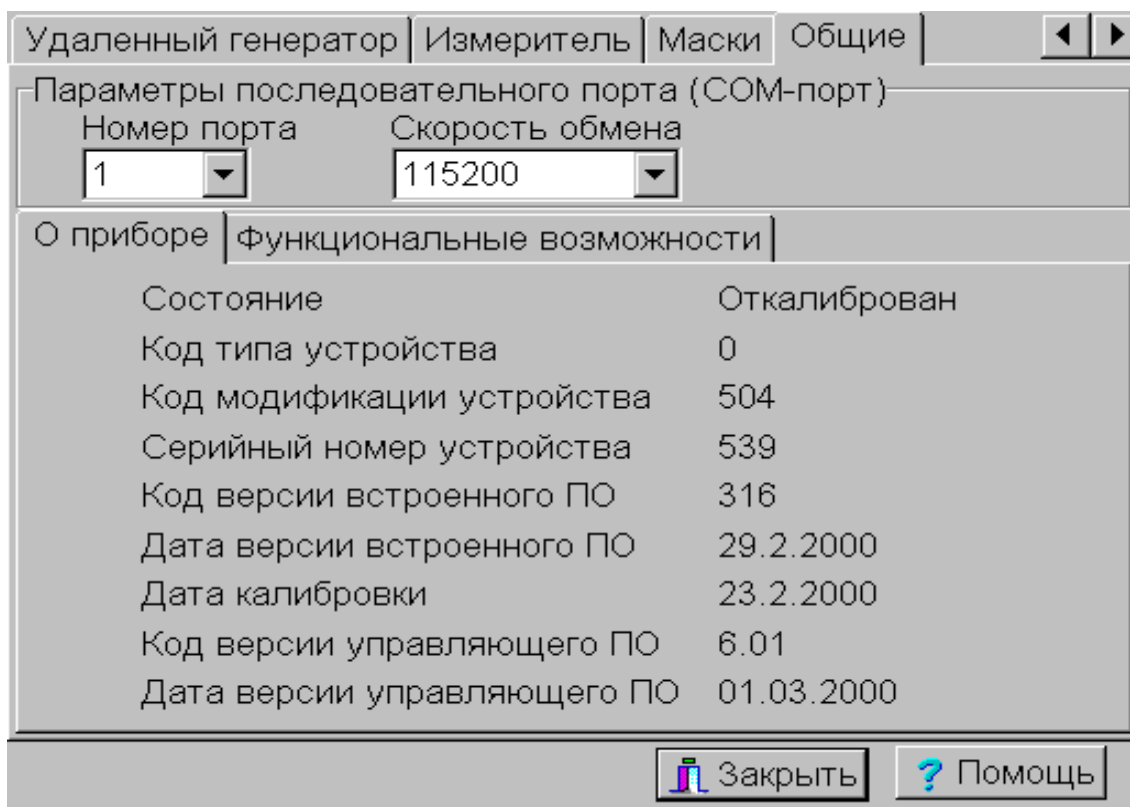 Удаленный генератор Измеритель Маски Общие
Параметры последовательного порта (COM-порт)
Номер порта Скорость обмена
1 115200
О приборе Функциональные возможности
Состояние Откалиброван
Код типа устройства 0
Код модификации устройства 504
Серийный номер устройства 539
Код версии встроенного ПО 316
Дата версии встроенного ПО 29.2.2000
Дата калибровки 23.2.2000
Код версии управляющего ПО 6.01
Дата версии управляющего ПО 01.03.2000
Закрыть ? Помощь